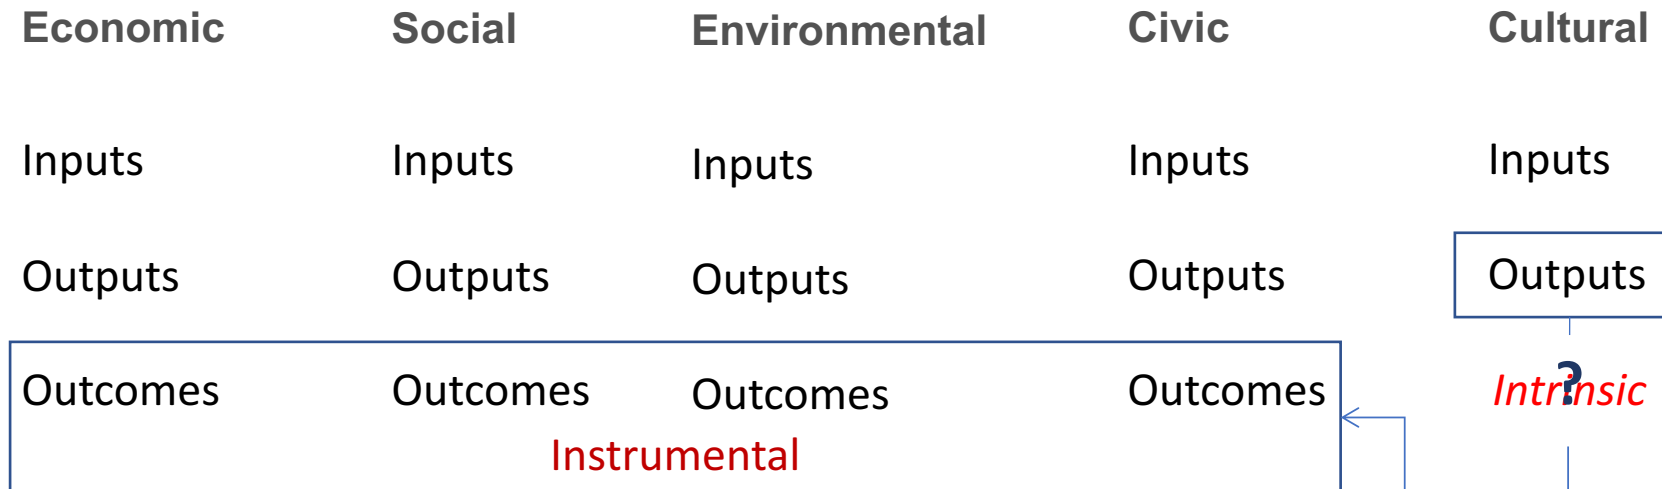 Economic Social Environmental Civic Cultural
Inputs Inputs Inputs Inputs Inputs
Outputs Outputs Outputs Outputs Outputs
Outcomes Outcomes Outcomes Outcomes Intrinsic
?
Instrumental